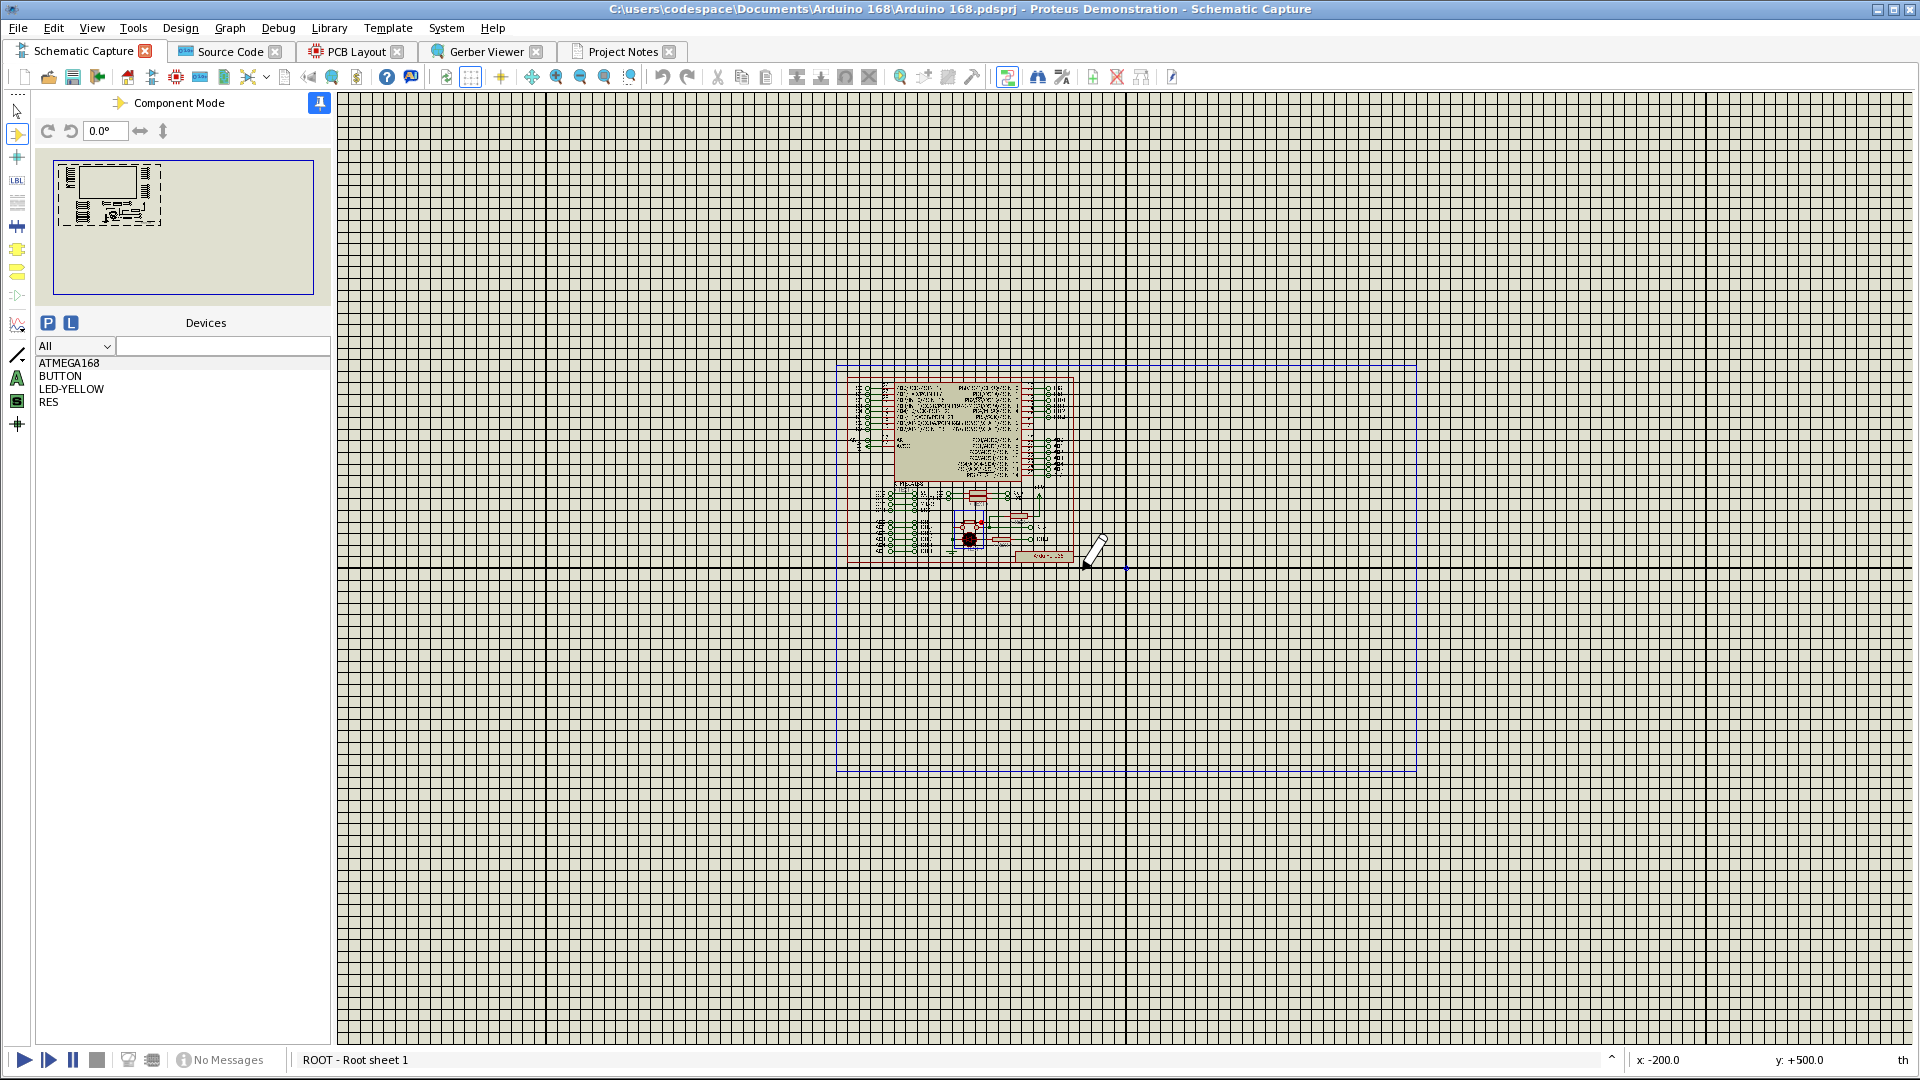 C:\users\codespace\Documents\Arduino 168\Arduino 168.pdsprj - Proteus Demonstration - Schematic Capture
File Edit View Tools Design Graph Debug Library Template System Help
Schematic Capture Source Code PCB Layout Gerber Viewer Project Notes
Component Mode
0.0°
LBL
P L Devices
All
ATMEGA168
BUTTON
LED-YELLOW
RES
A
S
No Messages ROOT - Root sheet 1 x: -200.0 y: +500.0 th